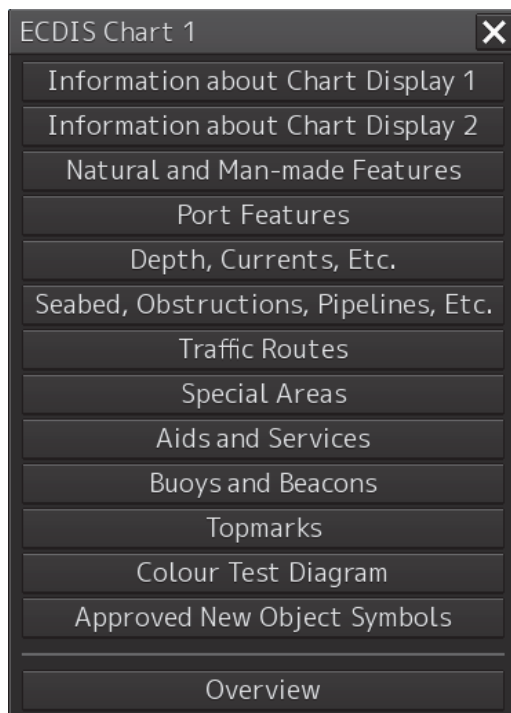 ECDIS Chart 1
Information about Chart Display 1
Information about Chart Display 2
Natural and Man-made Features
Port Features
Depth, Currents, Etc.
Seabed, Obstructions, Pipelines, Etc.
Traffic Routes
Special Areas
Aids and Services
Buoys and Beacons
Topmarks
Colour Test Diagram
Approved New Object Symbols
Overview